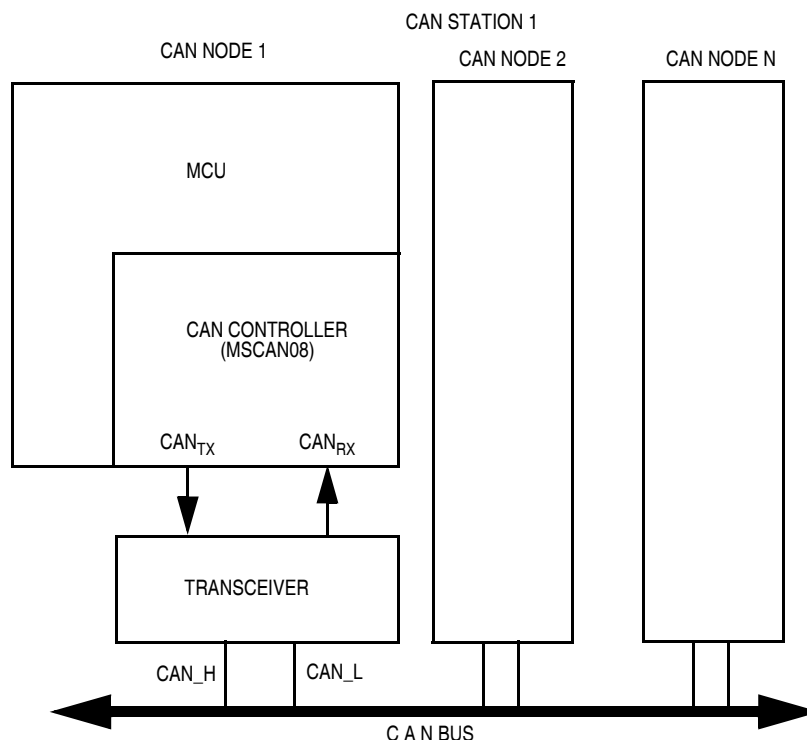 CAN STATION 1
CAN NODE 1
CAN NODE 2
CAN NODE N
MCU
CAN CONTROLLER
(MSCAN08)
CANTX
CANRX
TRANSCEIVER
CAN_H
CAN_L
C A N BUS